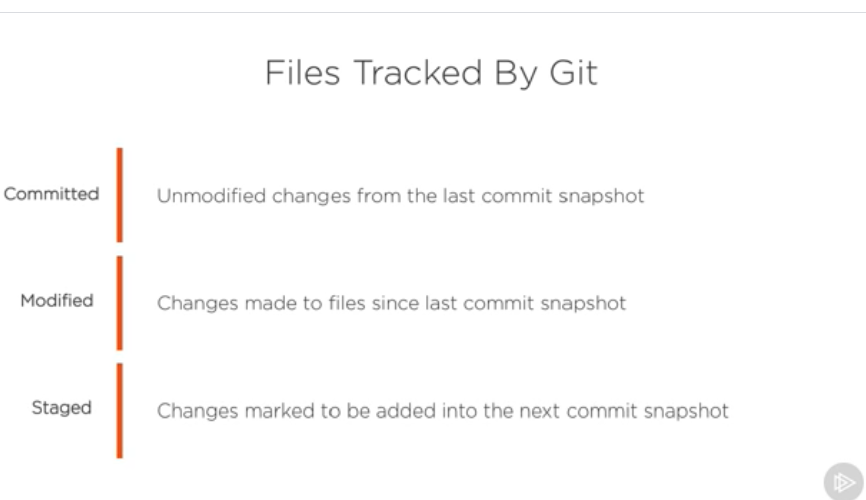 Files Tracked By Git
Committed
Unmodified changes from the last commit snapshot
Modified
Changes made to files since last commit snapshot
Staged
Changes marked to be added into the next commit snapshot